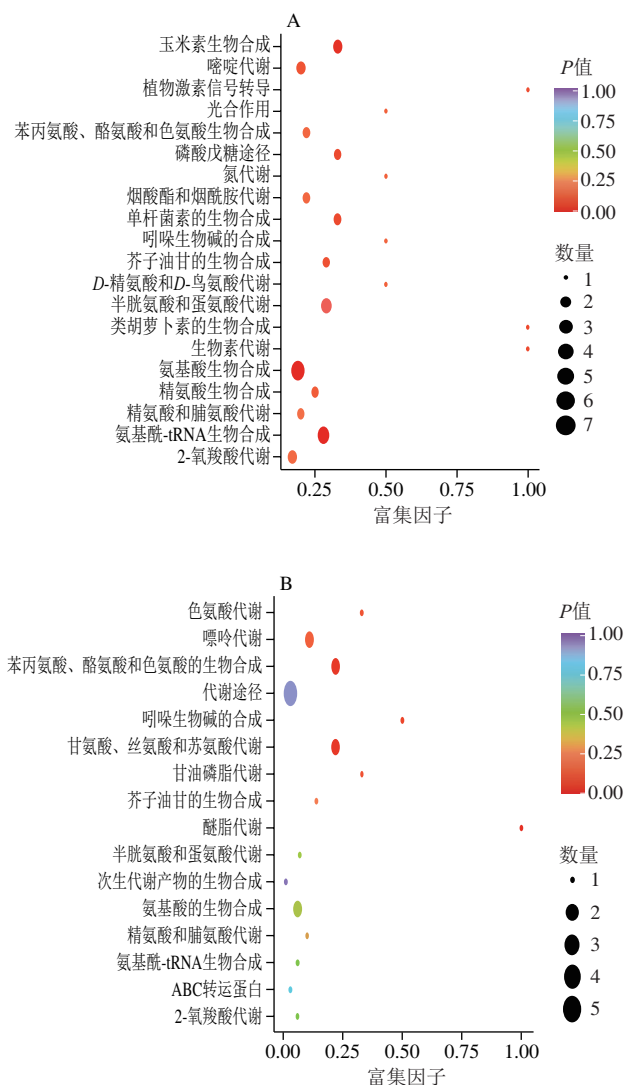 A
玉米素生物合成
嘧啶代谢
植物激素信号转导
光合作用
苯丙氨酸、酪氨酸和色氨酸生物合成
磷酸戊糖途径
氮代谢
烟酸酯和烟酰胺代谢
单杆菌素的生物合成
吲哚生物碱的合成
芥子油甘的生物合成
D-精氨酸和D-鸟氨酸代谢
半胱氨酸和蛋氨酸代谢
类胡萝卜素的生物合成
生物素代谢
氨基酸生物合成
精氨酸生物合成
精氨酸和脯氨酸代谢
氨基酰-tRNA生物合成
2-氧羧酸代谢
0.25 0.50 0.75 1.00
富集因子
P值
1.00
0.75
0.50
0.25
0.00
数量
1
2
3
4
5
6
7
B
色氨酸代谢
嘌呤代谢
苯丙氨酸、酪氨酸和色氨酸的生物合成
代谢途径
吲哚生物碱的合成
甘氨酸、丝氨酸和苏氨酸代谢
甘油磷脂代谢
芥子油甘的生物合成
醚脂代谢
半胱氨酸和蛋氨酸代谢
次生代谢产物的生物合成
氨基酸的生物合成
精氨酸和脯氨酸代谢
氨基酰-tRNA生物合成
ABC转运蛋白
2-氧羧酸代谢
0.00 0.25 0.50 0.75 1.00
富集因子
P值
1.00
0.75
0.50
0.25
0.00
数量
1
2
3
4
5